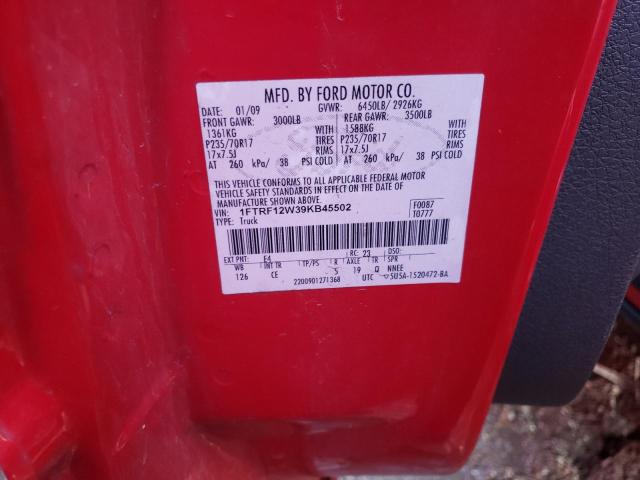 MFD. BY FORD MOTOR CO.
DATE: 01/09 GVWR: 6450LB/ 2926KG
FRONT GAWR: 3000LB REAR GAWR: 3500LB
1361KG WITH 1588KG WITH
P235/70R17 TIRES P235/70R17 TIRES
17x7.5J RIMS 17x7.5J RIMS
AT 260 kPa/ 38 PSI COLD AT 260 kPa/ 38 PSI COLD
THIS VEHICLE CONFORMS TO ALL APPLICABLE FEDERAL MOTOR
VEHICLE SAFETY STANDARDS IN EFFECT ON THE DATE OF
MANUFACTURE SHOWN ABOVE.
VIN: 1FTRF12W39KB45502 F0087
TYPE: Truck T0777
EXT PNT: E4 RC: 23 DSO:
WB INT TR TP/PS R AXLE TR SPR
126 CE 5 19 Q NNEE
2200901271368 UTC 5U5A-1520472-BA